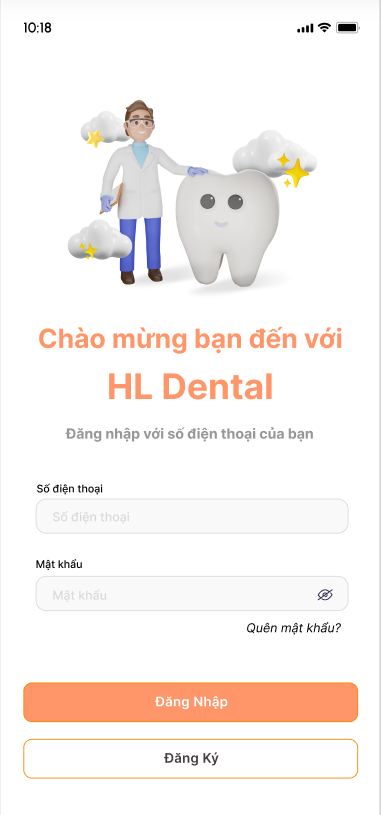 10:18
Chào mừng bạn đến với
HL Dental
Đăng nhập với số điện thoại của bạn
Số điện thoại
Số điện thoại
Mật khẩu
Mật khẩu
Quên mật khẩu?
Đăng Nhập
Đăng Ký